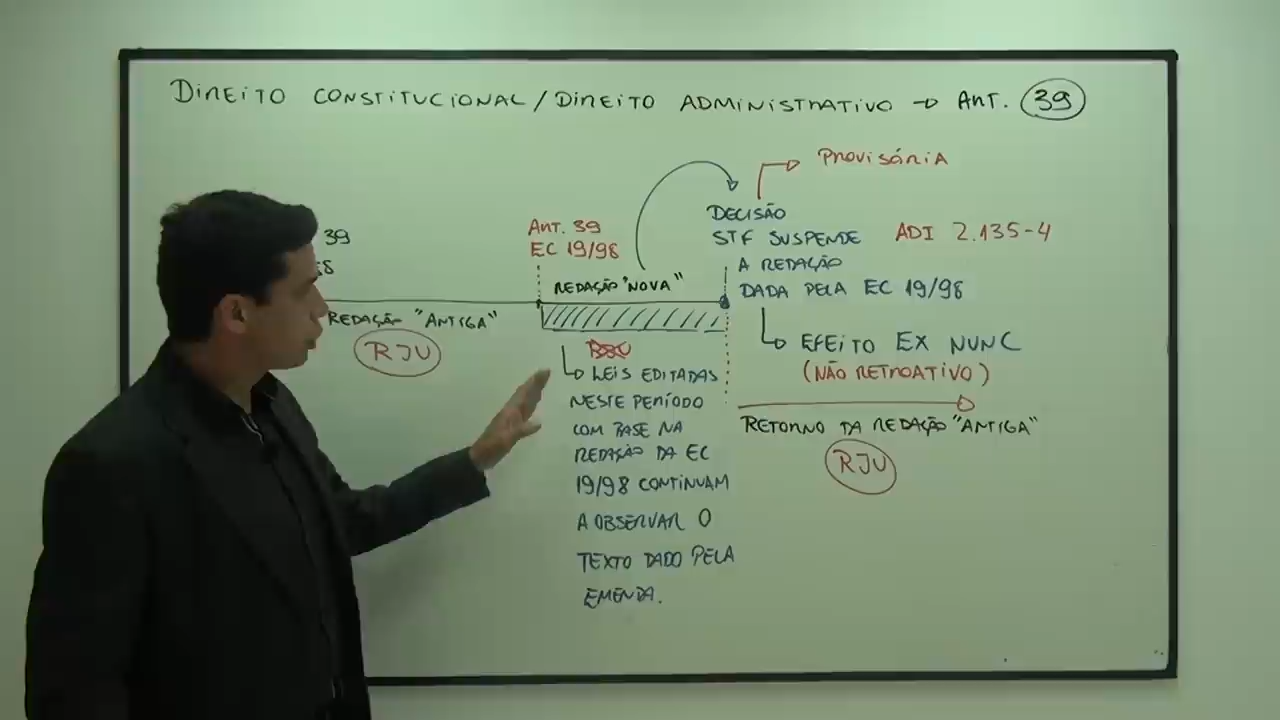 DIREITO CONSTITUCIONAL / DIREITO ADMINISTRATIVO → ART. 39
PROVISÓRIA
39
ART. 39
EC 19/98
REDAÇÃO "NOVA"
DECISÃO
STF SUSPENDE
A REDAÇÃO
DADA PELA EC 19/98
ADI 2.135-4
REDAÇÃO "ANTIGA"
RJU
RJU
LEIS EDITADAS
NESTE PERÍODO
COM BASE NA
REDAÇÃO DA EC
19/98 CONTINUAM
A OBSERVAR O
TEXTO DADO PELA
EMENDA.
EFEITO EX NUNC
(NÃO RETROATIVO)
RETORNO DA REDAÇÃO "ANTIGA"
RJU